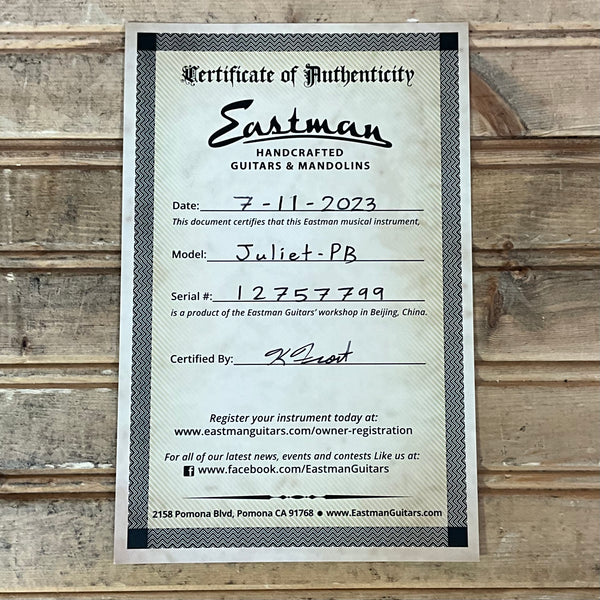 Certificate of Authenticity
Eastman
HANDCRAFTED
GUITARS & MANDOLINS
Date: 7-11-2023
This document certifies that this Eastman musical instrument,
Model: Juliet-PB
Serial #: 12757799
is a product of the Eastman Guitars' workshop in Beijing, China.
Certified By: K Frost
Register your instrument today at:
www.eastmanguitars.com/owner-registration
For all of our latest news, events and contests Like us at:
f www.facebook.com/EastmanGuitars
2158 Pomona Blvd, Pomona CA 91768 ● www.EastmanGuitars.com